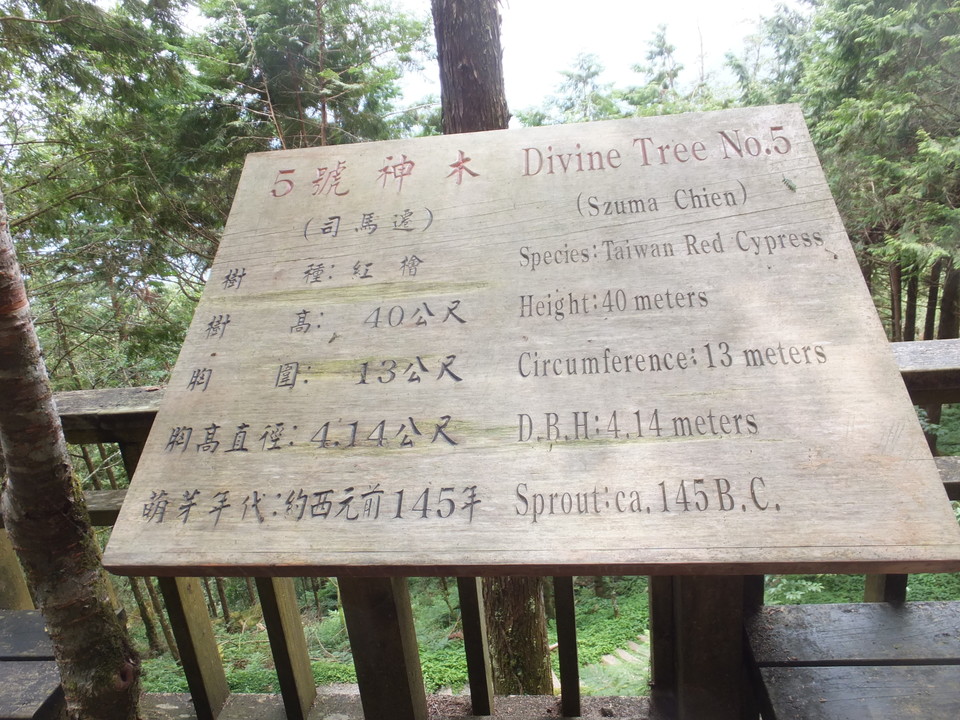 5號神木 Divine Tree No.5
(司馬遷) (Szuma Chien)
樹種:紅檜 Species:Taiwan Red Cypress
樹高: 40公尺 Height:40 meters
胸圍: 13公尺 Circumference:13 meters
胸高直徑:4.14公尺 D.B.H:4.14 meters
萌芽年代:約西元前145年 Sprout:ca. 145B.C.